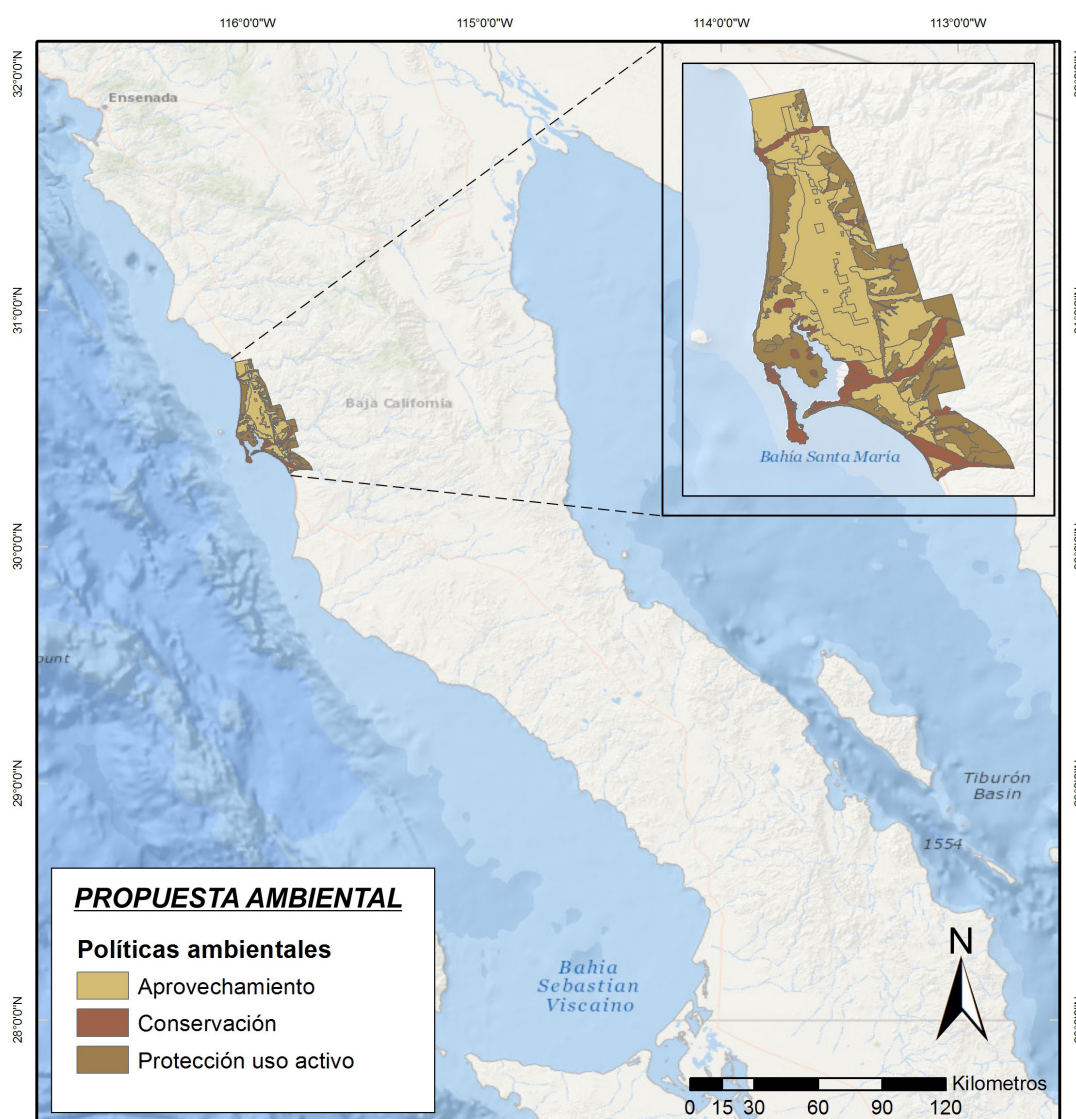 116°0'0"W 115°0'0"W 114°0'0"W 113°0'0"W
32°0'0"N
Ensenada
31°0'0"N
Baja California
Bahía Santa María
30°0'0"N
ount
29°0'0"N
Tiburón
Basin
1554
PROPUESTA AMBIENTAL
Políticas ambientales
Aprovechamiento
Conservación
Protección uso activo
Bahia
Sebastian
Viscaino
28°0'0"N
N
Kilometros
0 15 30 60 90 120